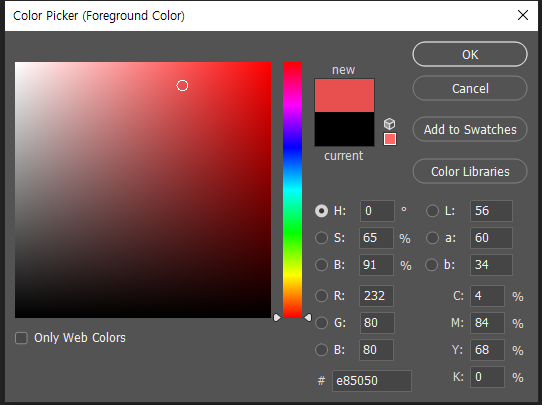 Color Picker (Foreground Color)
new
current
OK
Cancel
Add to Swatches
Color Libraries
H: 0 °
S: 65 %
B: 91 %
R: 232
G: 80
B: 80
# e85050
L: 56
a: 60
b: 34
C: 4 %
M: 84 %
Y: 68 %
K: 0 %
Only Web Colors